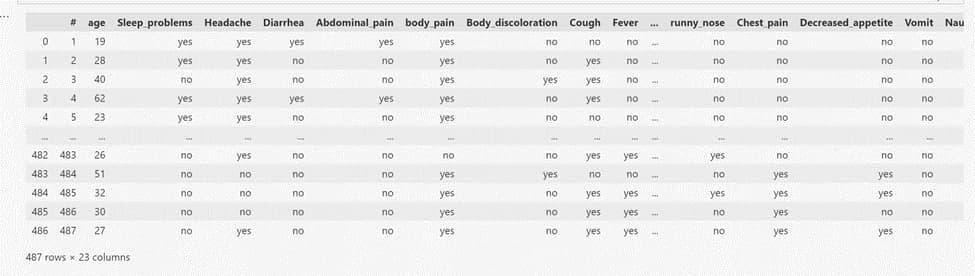 ...
# age Sleep_problems Headache Diarrhea Abdominal_pain body_pain Body_discoloration Cough Fever ... runny_nose Chest_pain Decreased_appetite Vomit Nau
0 1 19 yes yes yes yes yes no no no ... no no no no
1 2 28 yes yes no no yes no yes no ... no no no no
2 3 40 no yes no no yes yes yes no ... no no no no
3 4 62 yes yes yes yes yes no yes no ... no no no no
4 5 23 yes yes no no yes no no no ... no no no no
... ... ... ... ... ... ... ... ... ... ... ... ... ... ... ...
482 483 26 no yes no no no no yes yes ... yes no no no
483 484 51 no no no no yes yes no no ... no yes yes no
484 485 32 no no no no yes no yes yes ... yes yes yes no
485 486 30 no no no no yes no yes yes ... no yes no no
486 487 27 no yes no no yes no yes yes ... no yes yes no
487 rows × 23 columns